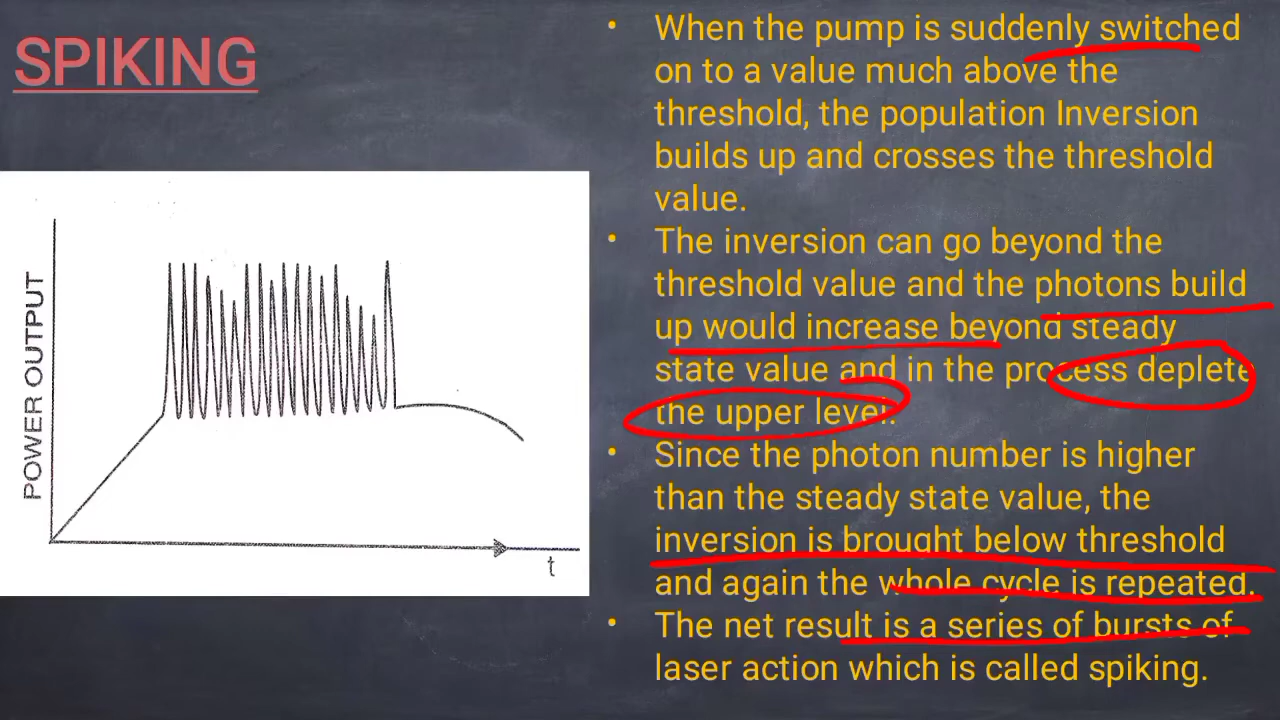 SPIKING
POWER OUTPUT
t
• When the pump is suddenly switched
on to a value much above the
threshold, the population Inversion
builds up and crosses the threshold
value.
• The inversion can go beyond the
threshold value and the photons build
up would increase beyond steady
state value and in the process deplete
the upper level.
• Since the photon number is higher
than the steady state value, the
inversion is brought below threshold
and again the whole cycle is repeated.
• The net result is a series of bursts of
laser action which is called spiking.